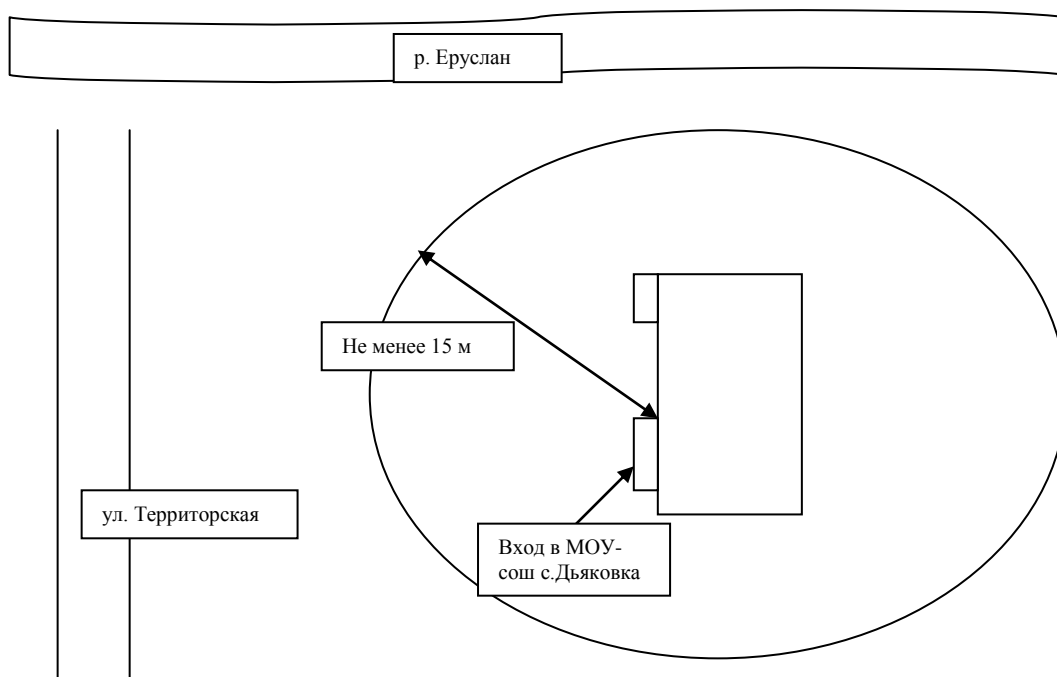 р. Еруслан
Не менее 15 м
ул. Территорская
Вход в МОУ-
сош с.Дьяковка